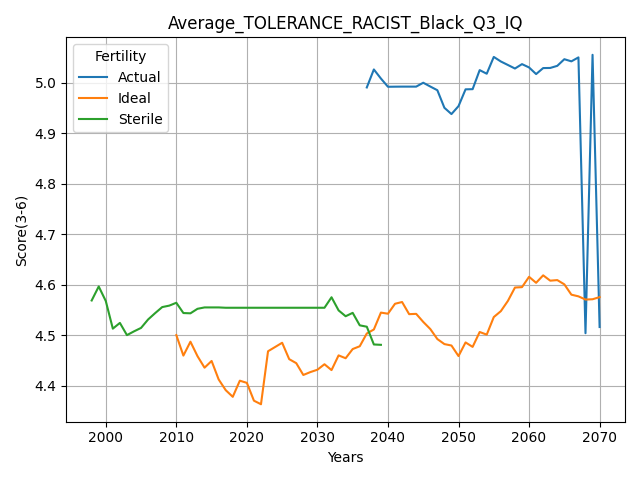 Average_TOLERANCE_RACIST_Black_Q3_IQ
Fertility
Actual
Ideal
Sterile
Score(3-6)
5.0
4.9
4.8
4.7
4.6
4.5
4.4
2000 2010 2020 2030 2040 2050 2060 2070
Years